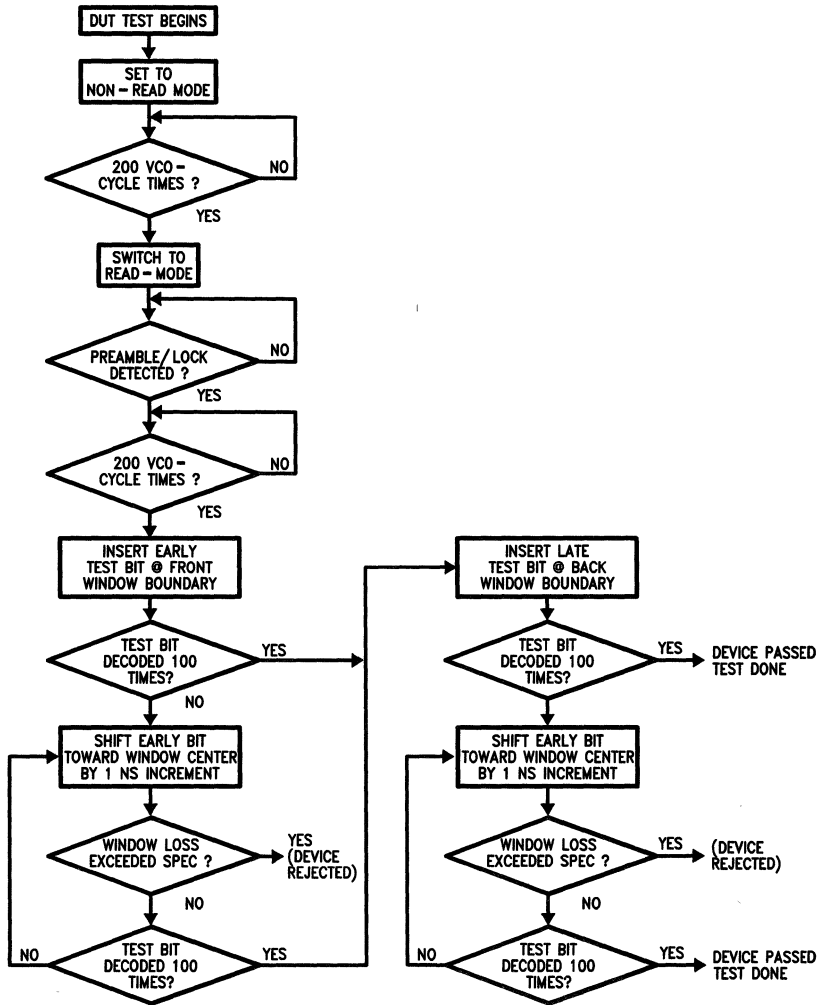 DUT TEST BEGINS
SET TO
NON-READ MODE
200 VCO-
CYCLE TIMES ?
NO
YES
SWITCH TO
READ-MODE
PREAMBLE/LOCK
DETECTED ?
NO
YES
200 VCO-
CYCLE TIMES ?
NO
YES
INSERT EARLY
TEST BIT @ FRONT
WINDOW BOUNDARY
TEST BIT
DECODED 100
TIMES?
YES
NO
SHIFT EARLY BIT
TOWARD WINDOW CENTER
BY 1 NS INCREMENT
WINDOW LOSS
EXCEEDED SPEC ?
YES
(DEVICE
REJECTED)
NO
TEST BIT
DECODED 100
TIMES?
NO
YES
INSERT LATE
TEST BIT @ BACK
WINDOW BOUNDARY
TEST BIT
DECODED 100
TIMES?
YES
DEVICE PASSED
TEST DONE
SHIFT EARLY BIT
TOWARD WINDOW CENTER
BY 1 NS INCREMENT
WINDOW LOSS
EXCEEDED SPEC ?
YES
(DEVICE
REJECTED)
NO
TEST BIT
DECODED 100
TIMES?
NO
YES
DEVICE PASSED
TEST DONE